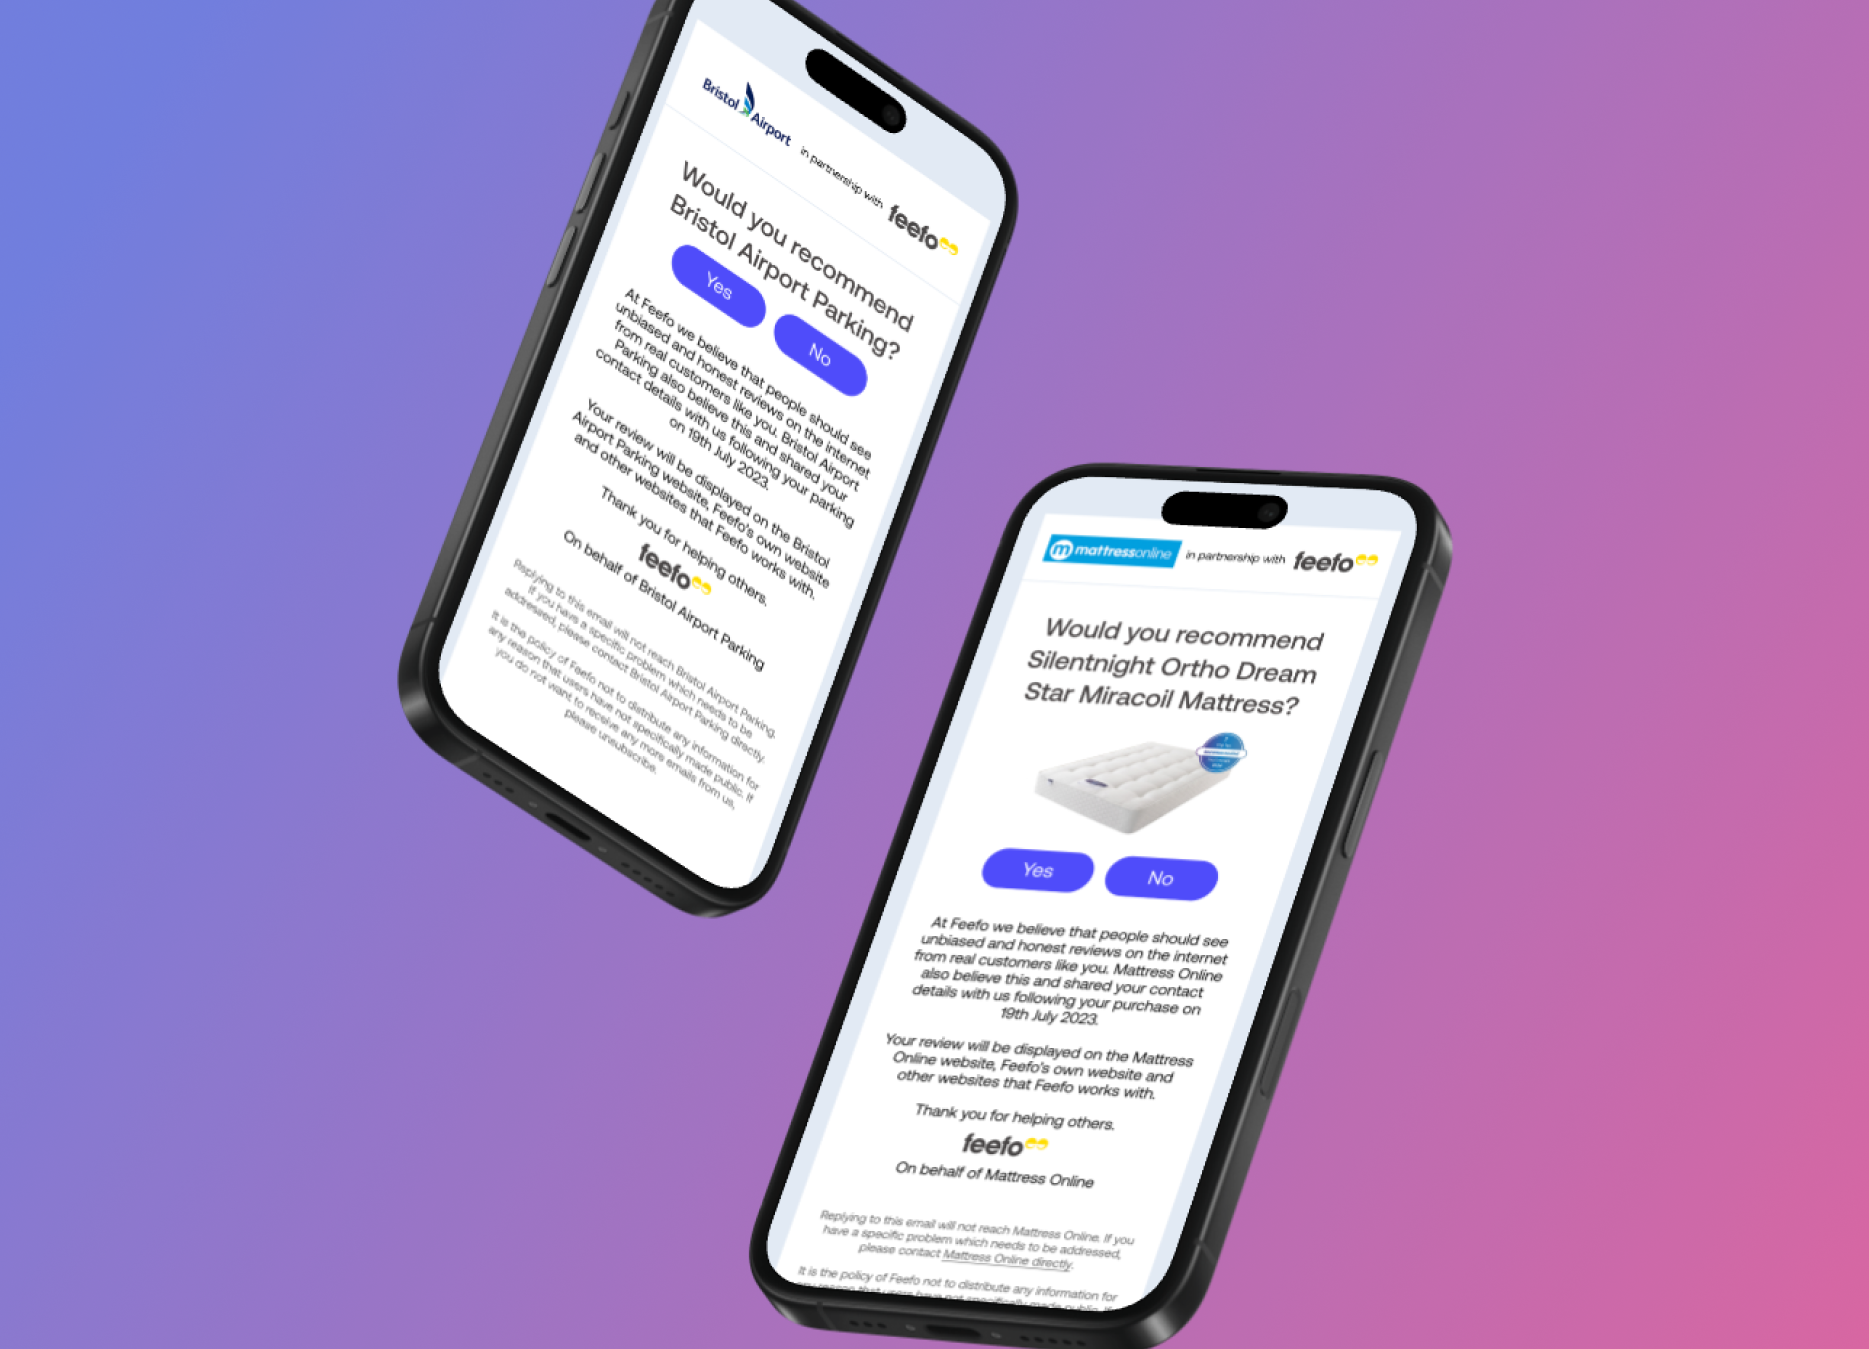 Bristol Airport in partnership with feefo
Would you recommend
Bristol Airport Parking?
Yes
No
At Feefo we believe that people should see
unbiased and honest reviews on the internet
from real customers like you. Bristol Airport
Parking also believe this and shared your
contact details with us following your parking
on 19th July 2023.
Your review will be displayed on the Bristol
Airport Parking website, Feefo's own website
and other websites that Feefo works with.
Thank you for helping others.
feefo
On behalf of Bristol Airport Parking
Replying to this email will not reach Bristol Airport Parking.
If you have a specific problem which needs to be
addressed, please contact Bristol Airport Parking directly.
It is the policy of Feefo not to distribute any information for
any reason that users have not specifically made public. If
you do not want to receive any more emails from us,
please unsubscribe.
m mattressonline in partnership with feefo
Would you recommend
Silentnight Ortho Dream
Star Miracoil Mattress?
Yes
No
At Feefo we believe that people should see
unbiased and honest reviews on the internet
from real customers like you. Mattress Online
also believe this and shared your contact
details with us following your purchase on
19th July 2023.
Your review will be displayed on the Mattress
Online website, Feefo's own website and
other websites that Feefo works with.
Thank you for helping others.
feefo
On behalf of Mattress Online
Replying to this email will not reach Mattress Online. If you
have a specific problem which needs to be addressed,
please contact Mattress Online directly.
It is the policy of Feefo not to distribute any information for
any reason that users have not specifically made public. If